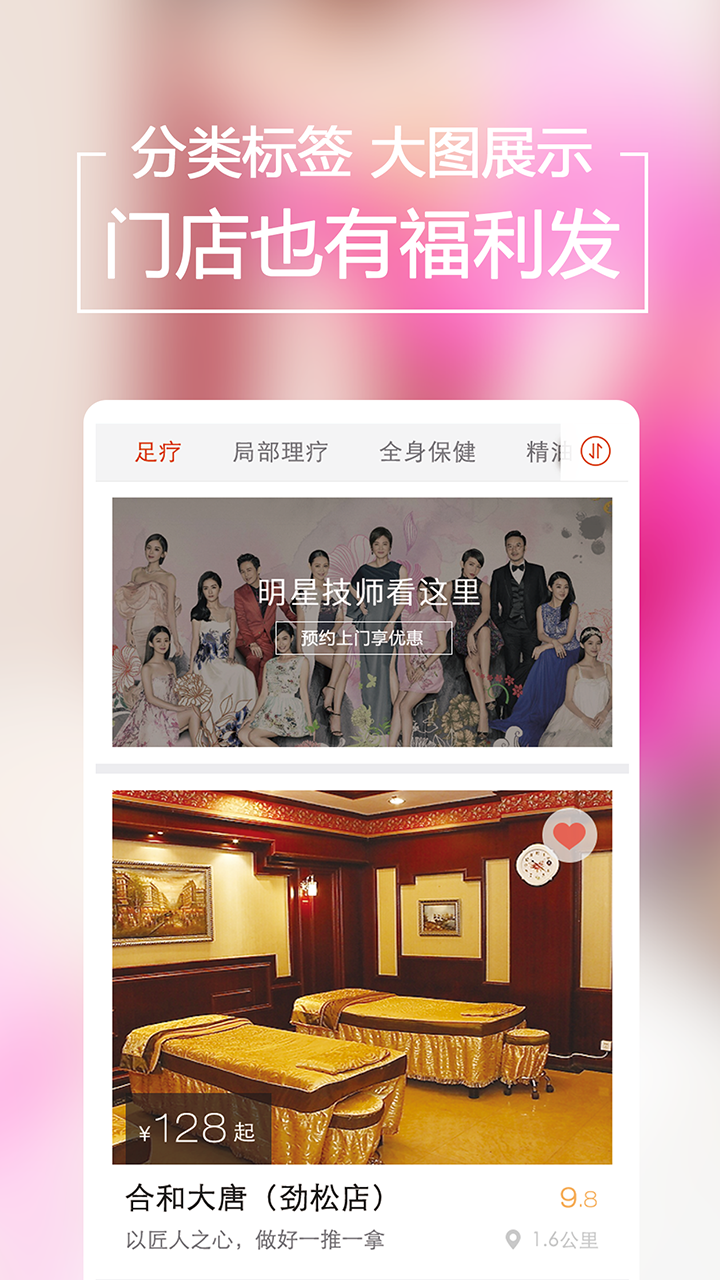 分类标签 大图展示
门店也有福利发
足疗 局部理疗 全身保健 精油
明星技师看这里
预约上门享优惠
¥128起
合和大唐（劲松店） 9.8
以匠人之心，做好一推一拿 1.6公里